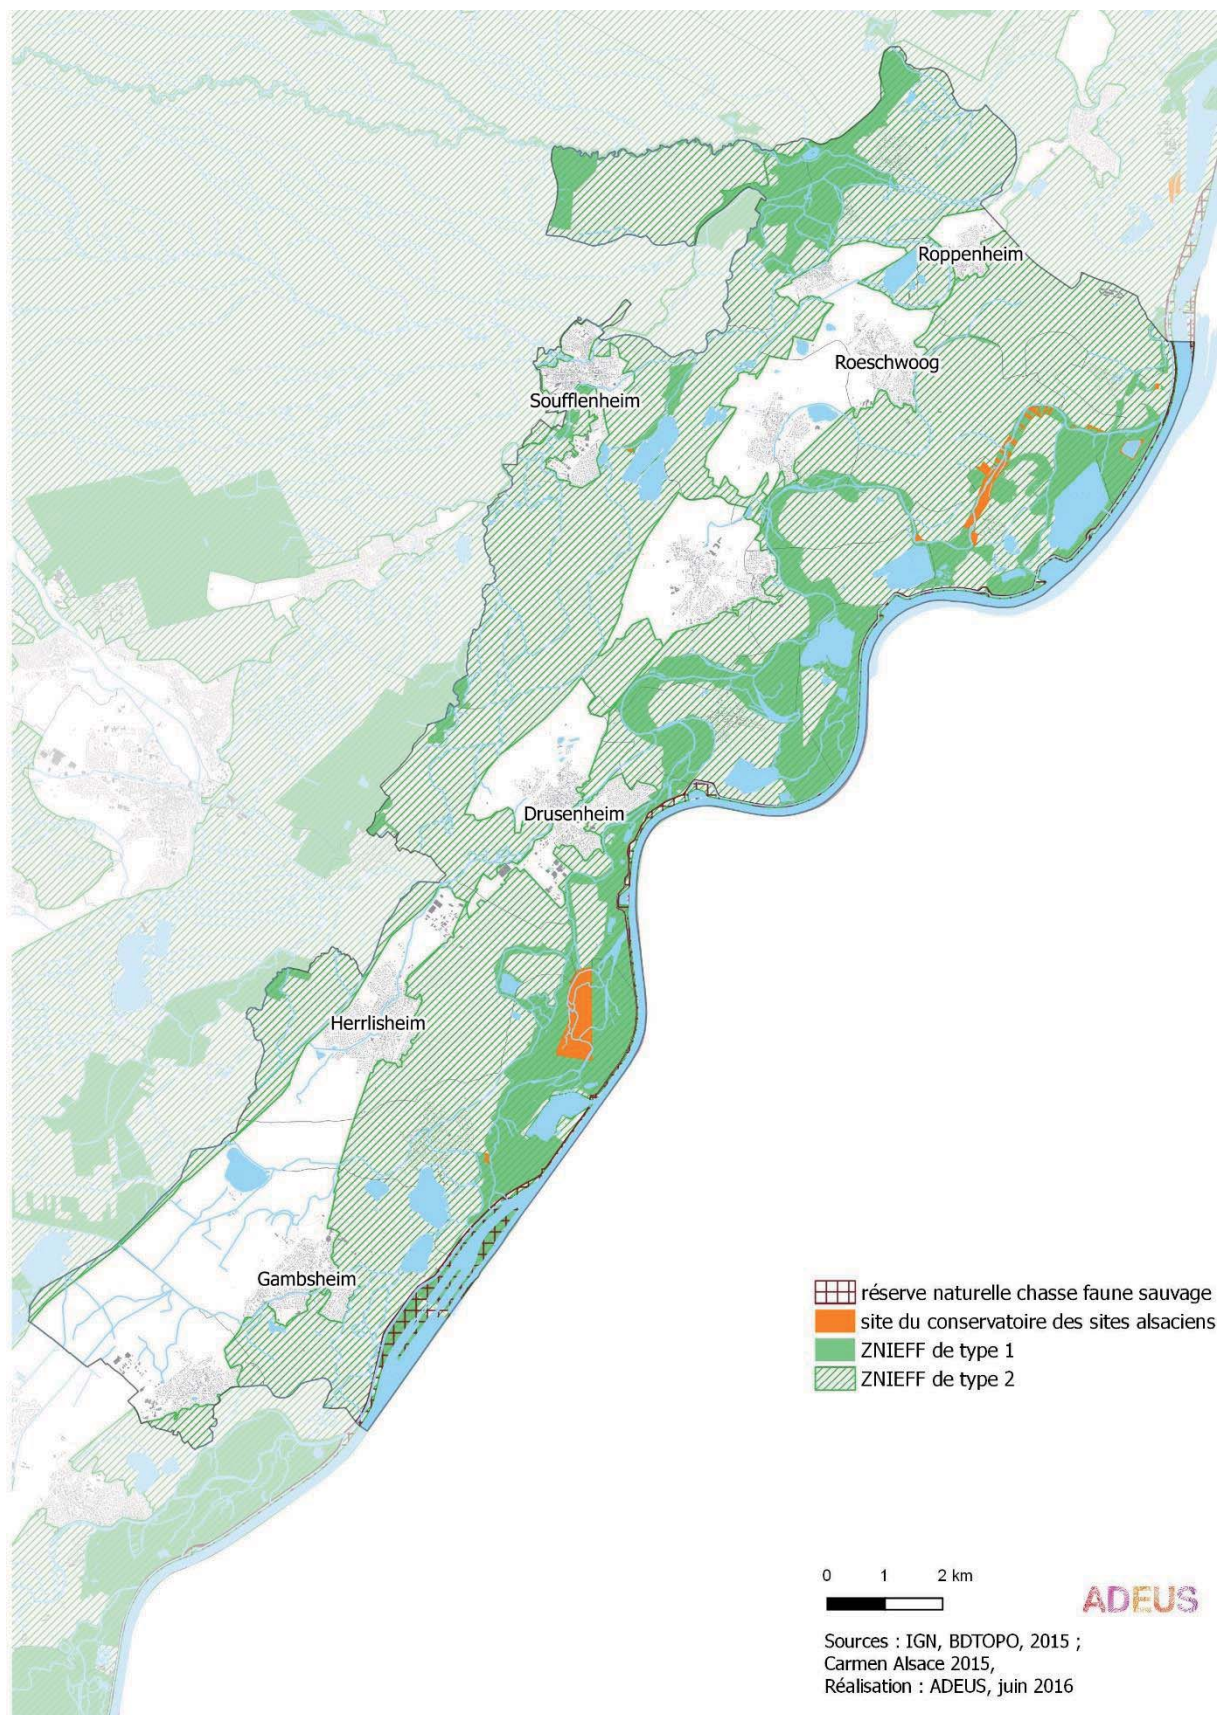 Roppenheim
Roeschwoog
Soufflenheim
Drusenheim
Herrlisheim
Gambsheim
réserve naturelle chasse faune sauvage
site du conservatoire des sites alsaciens
ZNIEFF de type 1
ZNIEFF de type 2
0 1 2 km
ADEUS
Sources : IGN, BDTOPO, 2015 ;
Carmen Alsace 2015,
Réalisation : ADEUS, juin 2016